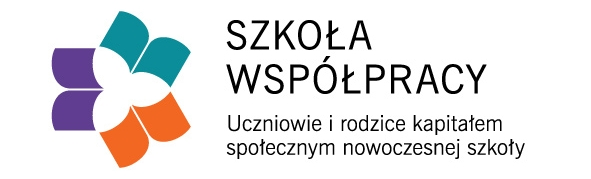 SZKOŁA
WSPÓŁPRACY
Uczniowie i rodzice kapitałem
społecznym nowoczesnej szkoły